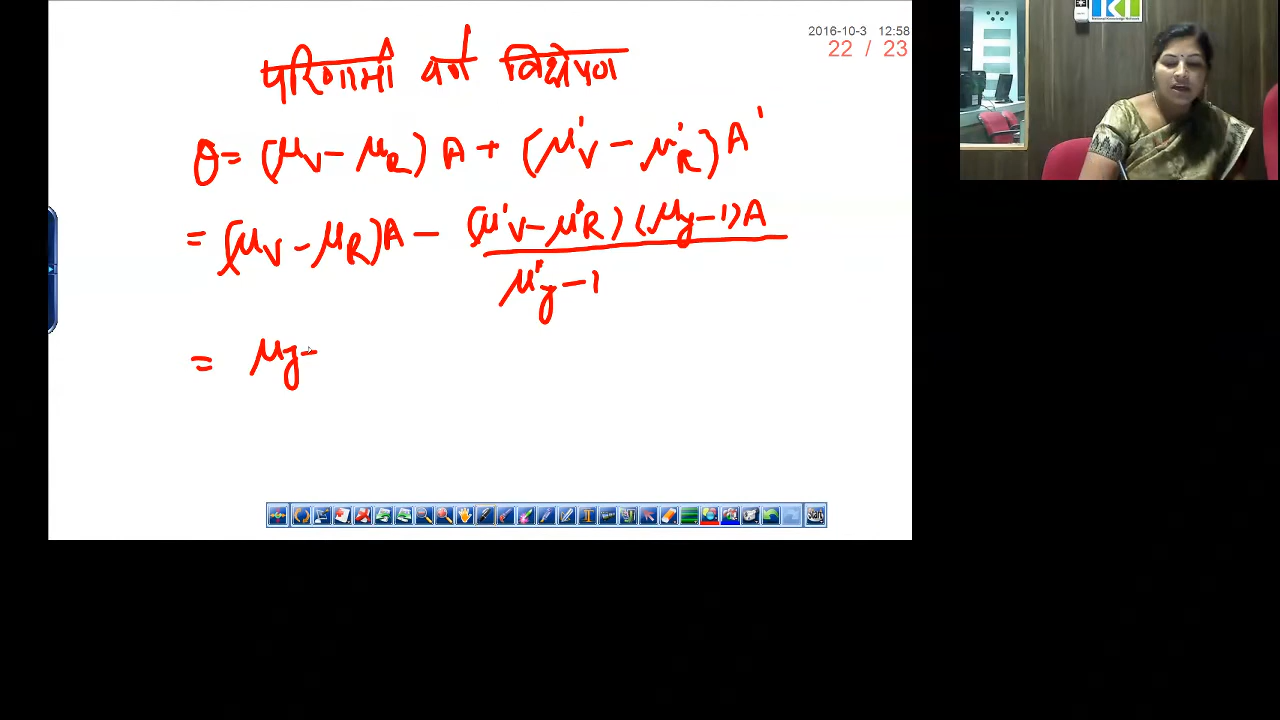 2016-10-3 12:58
22 / 23
परिणामी वर्ण विक्षेपण
θ = (μv - μR) A + (μ'v - μ'R) A'
= (μv - μR) A - (μ'v - μ'R) (μy - 1) A
μ'y - 1
= μy -